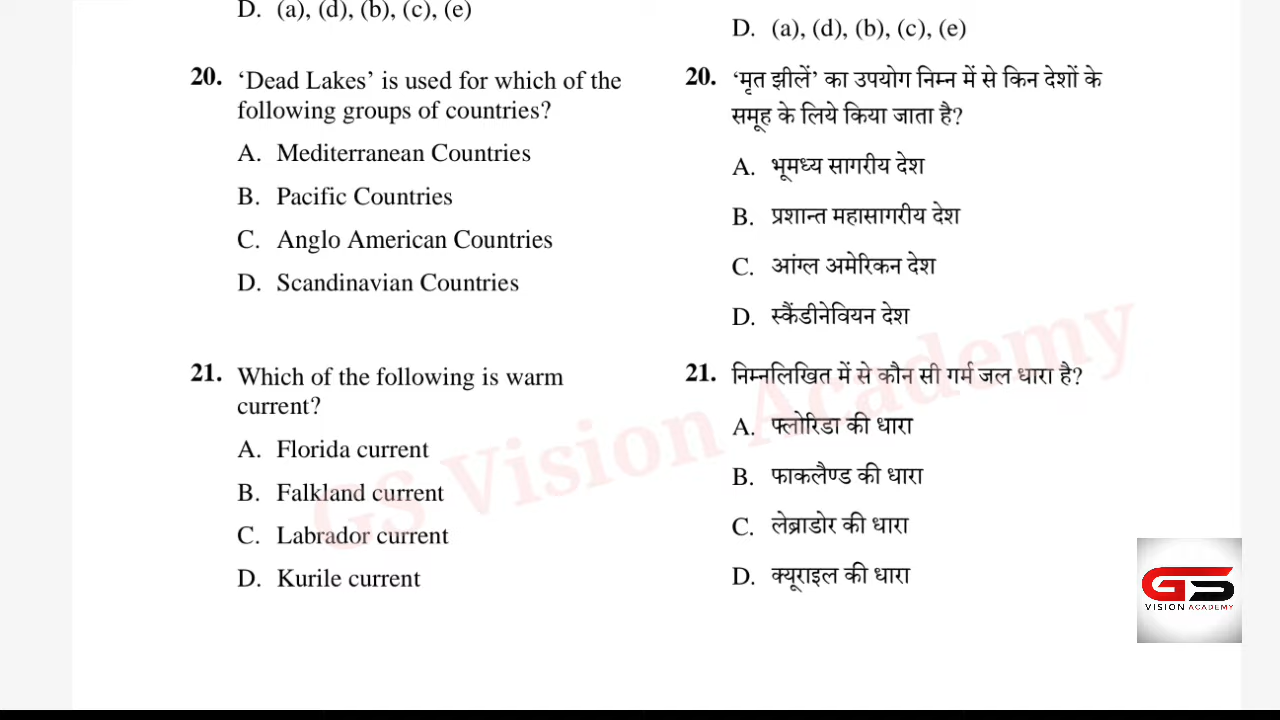 D. (a), (d), (b), (c), (e)
20. ‘Dead Lakes’ is used for which of the
following groups of countries?
A. Mediterranean Countries
B. Pacific Countries
C. Anglo American Countries
D. Scandinavian Countries
21. Which of the following is warm
current?
A. Florida current
B. Falkland current
C. Labrador current
D. Kurile current
D. (a), (d), (b), (c), (e)
20. ‘मृत झीलें’ का उपयोग निम्न में से किन देशों के
समूह के लिये किया जाता है?
A. भूमध्य सागरीय देश
B. प्रशान्त महासागरीय देश
C. आंग्ल अमेरिकन देश
D. स्कैंडीनेवियन देश
21. निम्नलिखित में से कौन सी गर्म जल धारा है?
A. फ्लोरिडा की धारा
B. फाकलैण्ड की धारा
C. लेब्राडोर की धारा
D. क्यूराइल की धारा
GS Vision Academy
GS
VISION ACADEMY